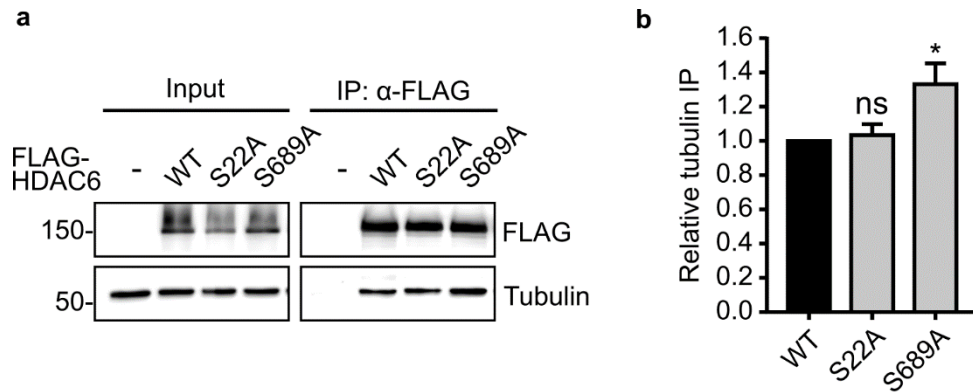 a
Input
IP: α-FLAG
FLAG-
HDAC6
- WT S22A S689A
- WT S22A S689A
150-
FLAG
50-
Tubulin
b
Relative tubulin IP
1.6
1.4
1.2
1.0
0.8
0.6
0.4
0.2
0.0
ns
*
WT
S22A
S689A